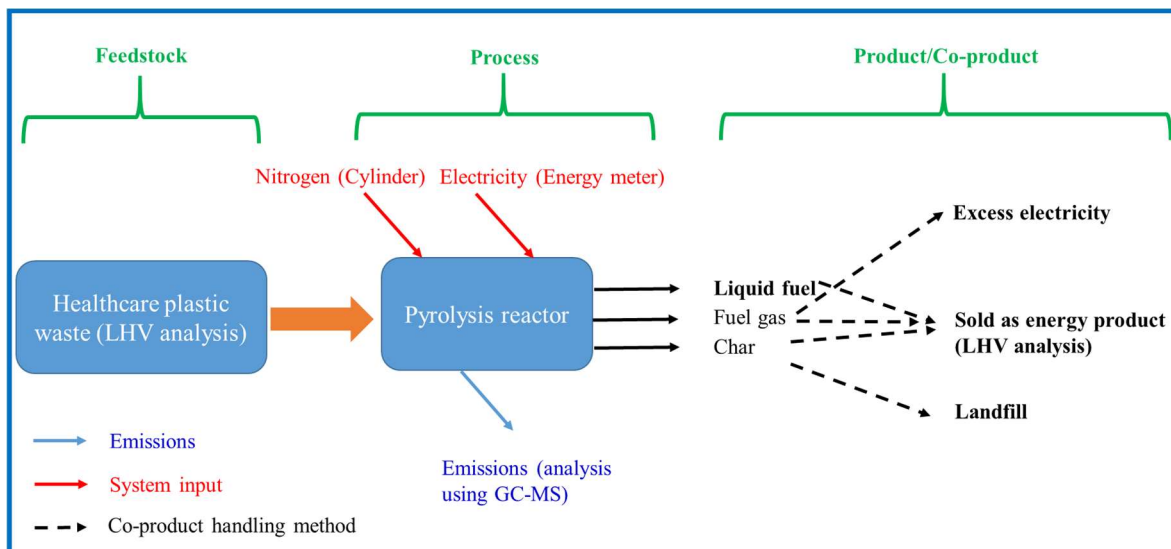 Feedstock
Process
Product/Co-product
Nitrogen (Cylinder)
Electricity (Energy meter)
Healthcare plastic
waste (LHV analysis)
Pyrolysis reactor
Liquid fuel
Fuel gas
Char
Excess electricity
Sold as energy product
(LHV analysis)
Landfill
Emissions
System input
Co-product handling method
Emissions (analysis
using GC-MS)